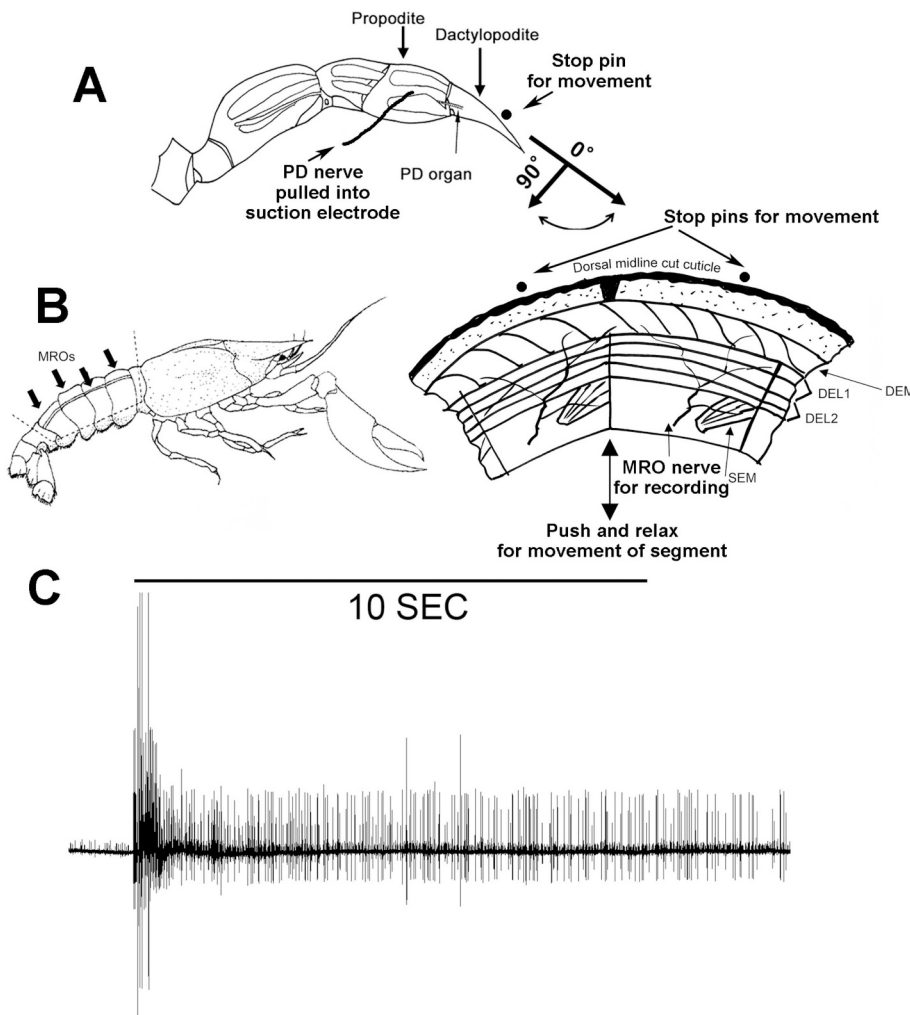 A
Propodite
Dactylopodite
Stop pin
for movement
PD nerve
pulled into
suction electrode
PD organ
90°
0°
Stop pins for movement
Dorsal midline cut cuticle
B
MROs
DEM
DEL1
DEL2
MRO nerve
for recording
SEM
Push and relax
for movement of segment
C
10 SEC